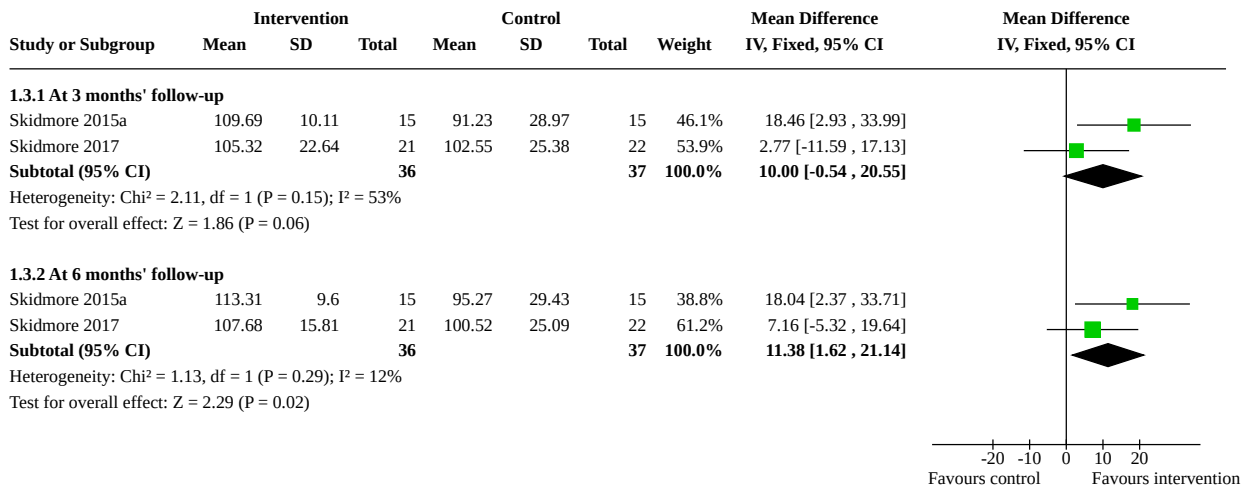 Intervention Control Mean Difference Mean Difference
Study or Subgroup Mean SD Total Mean SD Total Weight IV, Fixed, 95% CI IV, Fixed, 95% CI
1.3.1 At 3 months' follow-up
Skidmore 2015a 109.69 10.11 15 91.23 28.97 15 46.1% 18.46 [2.93 , 33.99]
Skidmore 2017 105.32 22.64 21 102.55 25.38 22 53.9% 2.77 [-11.59 , 17.13]
Subtotal (95% CI) 36 37 100.0% 10.00 [-0.54 , 20.55]
Heterogeneity: Chi² = 2.11, df = 1 (P = 0.15); I² = 53%
Test for overall effect: Z = 1.86 (P = 0.06)
1.3.2 At 6 months' follow-up
Skidmore 2015a 113.31 9.6 15 95.27 29.43 15 38.8% 18.04 [2.37 , 33.71]
Skidmore 2017 107.68 15.81 21 100.52 25.09 22 61.2% 7.16 [-5.32 , 19.64]
Subtotal (95% CI) 36 37 100.0% 11.38 [1.62 , 21.14]
Heterogeneity: Chi² = 1.13, df = 1 (P = 0.29); I² = 12%
Test for overall effect: Z = 2.29 (P = 0.02)
-20 -10 0 10 20
Favours control Favours intervention